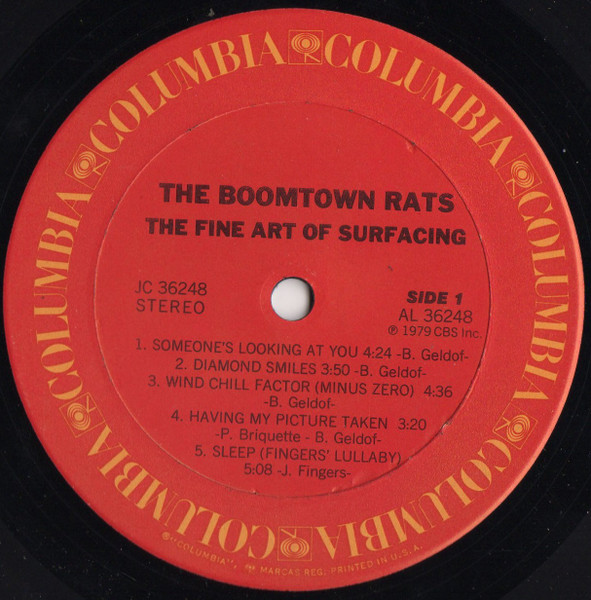 COLUMBIA COLUMBIA COLUMBIA COLUMBIA COLUMBIA COLUMBIA
THE BOOMTOWN RATS
THE FINE ART OF SURFACING
JC 36248
STEREO
SIDE 1
AL 36248
℗ 1979 CBS Inc.
1. SOMEONE'S LOOKING AT YOU 4:24 -B. Geldof-
2. DIAMOND SMILES 3:50 -B. Geldof-
3. WIND CHILL FACTOR (MINUS ZERO) 4:36
-B. Geldof-
4. HAVING MY PICTURE TAKEN 3:20
-P. Briquette - B. Geldof-
5. SLEEP (FINGERS' LULLABY)
5:08 -J. Fingers-
"COLUMBIA", MARCAS REG. PRINTED IN U.S.A.